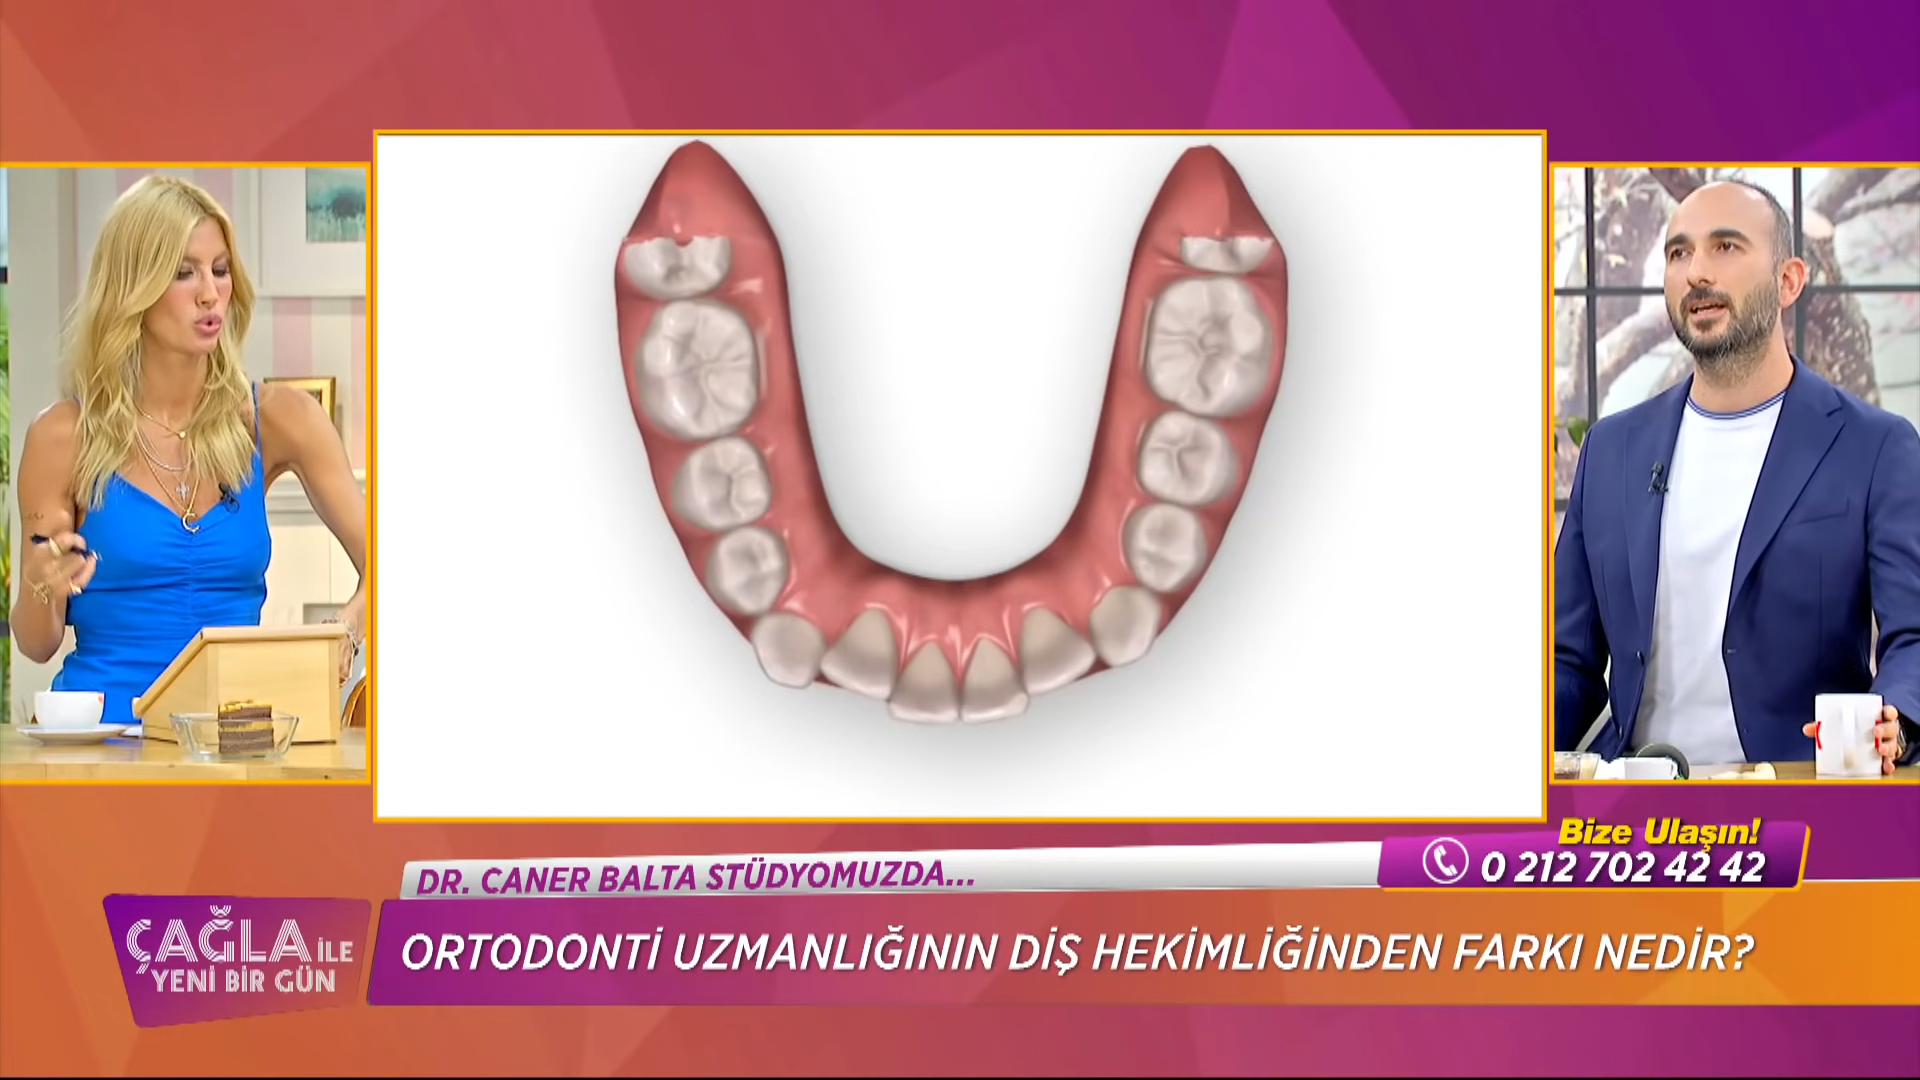 Bize Ulaşın!
0 212 702 42 42
DR. CANER BALTA STÜDYOMUZDA...
ÇAĞLA İLE
YENİ BİR GÜN
ORTODONTİ UZMANLIĞININ DİŞ HEKİMLİĞİNDEN FARKI NEDİR?